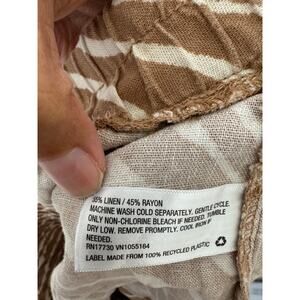 55% LINEN / 45% RAYON
MACHINE WASH COLD SEPARATELY. GENTLE CYCLE.
ONLY NON-CHLORINE BLEACH IF NEEDED. TUMBLE
DRY LOW. REMOVE PROMPTLY. COOL IRON IF
NEEDED.
RN17730 VN1055164
LABEL MADE FROM 100% RECYCLED PLASTIC